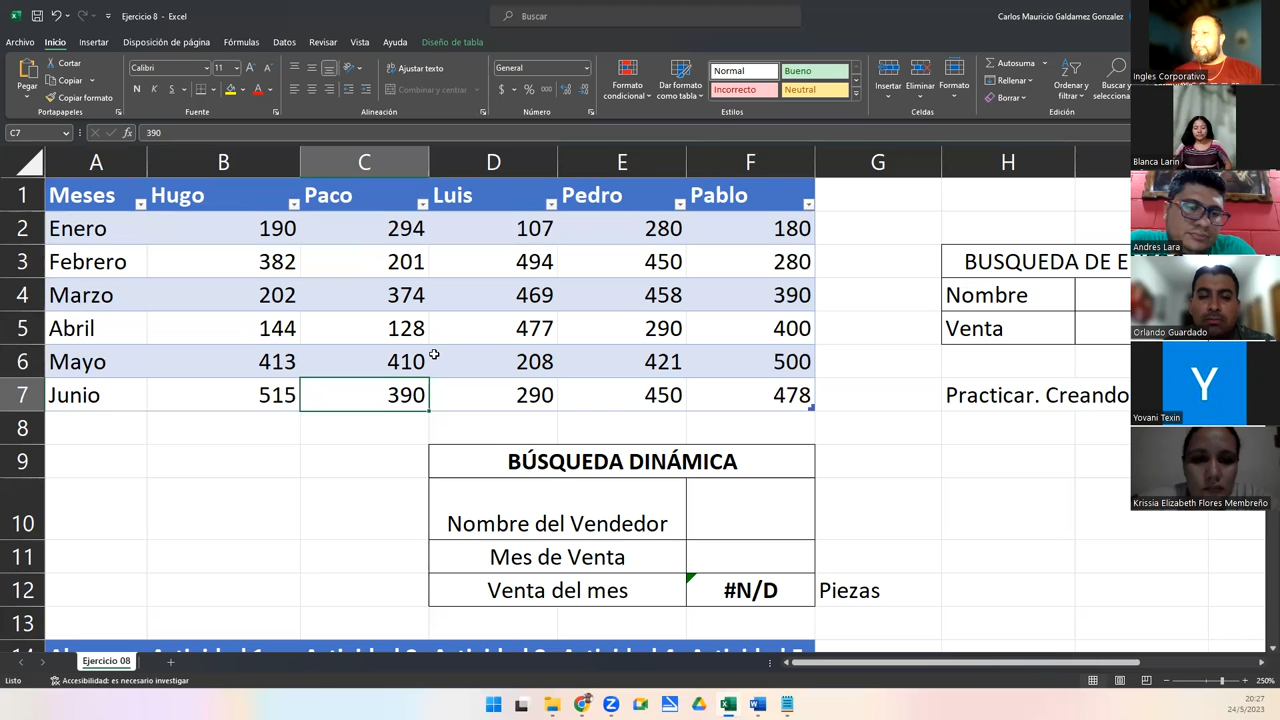 Ejercicio 8 - Excel
Buscar
Carlos Mauricio Galdamez Gonzalez
Archivo Inicio Insertar Disposición de página Fórmulas Datos Revisar Vista Ayuda Diseño de tabla
Pegar
Cortar
Copiar
Copiar formato
Portapapeles
Calibri 11
N K S
Fuente
Ajustar texto
Combinar y centrar
Alineación
General
Número
Formato condicional
Dar formato como tabla
Normal Bueno
Incorrecto Neutral
Estilos
Insertar Eliminar Formato
Celdas
Autosuma
Rellenar
Borrar
Ordenar y filtrar
Buscar y
Edición
C7 fx 390
A B C D E F G H
1 Meses Hugo Paco Luis Pedro Pablo
2 Enero 190 294 107 280 180
3 Febrero 382 201 494 450 280 BUSQUEDA DE E
4 Marzo 202 374 469 458 390 Nombre
5 Abril 144 128 477 290 400 Venta
6 Mayo 413 410 208 421 500
7 Junio 515 390 290 450 478 Practicar. Creando
8
9 BÚSQUEDA DINÁMICA
10 Nombre del Vendedor
11 Mes de Venta
12 Venta del mes #N/D Piezas
13
Ejercicio 08
Listo Accesibilidad: es necesario investigar 250%
20:27
24/5/2023
Ingles Corporativo
Blanca Larin
Andres Lara
Orlando Guardado
Y
Yovani Texin
Krissia Elizabeth Flores Membreño